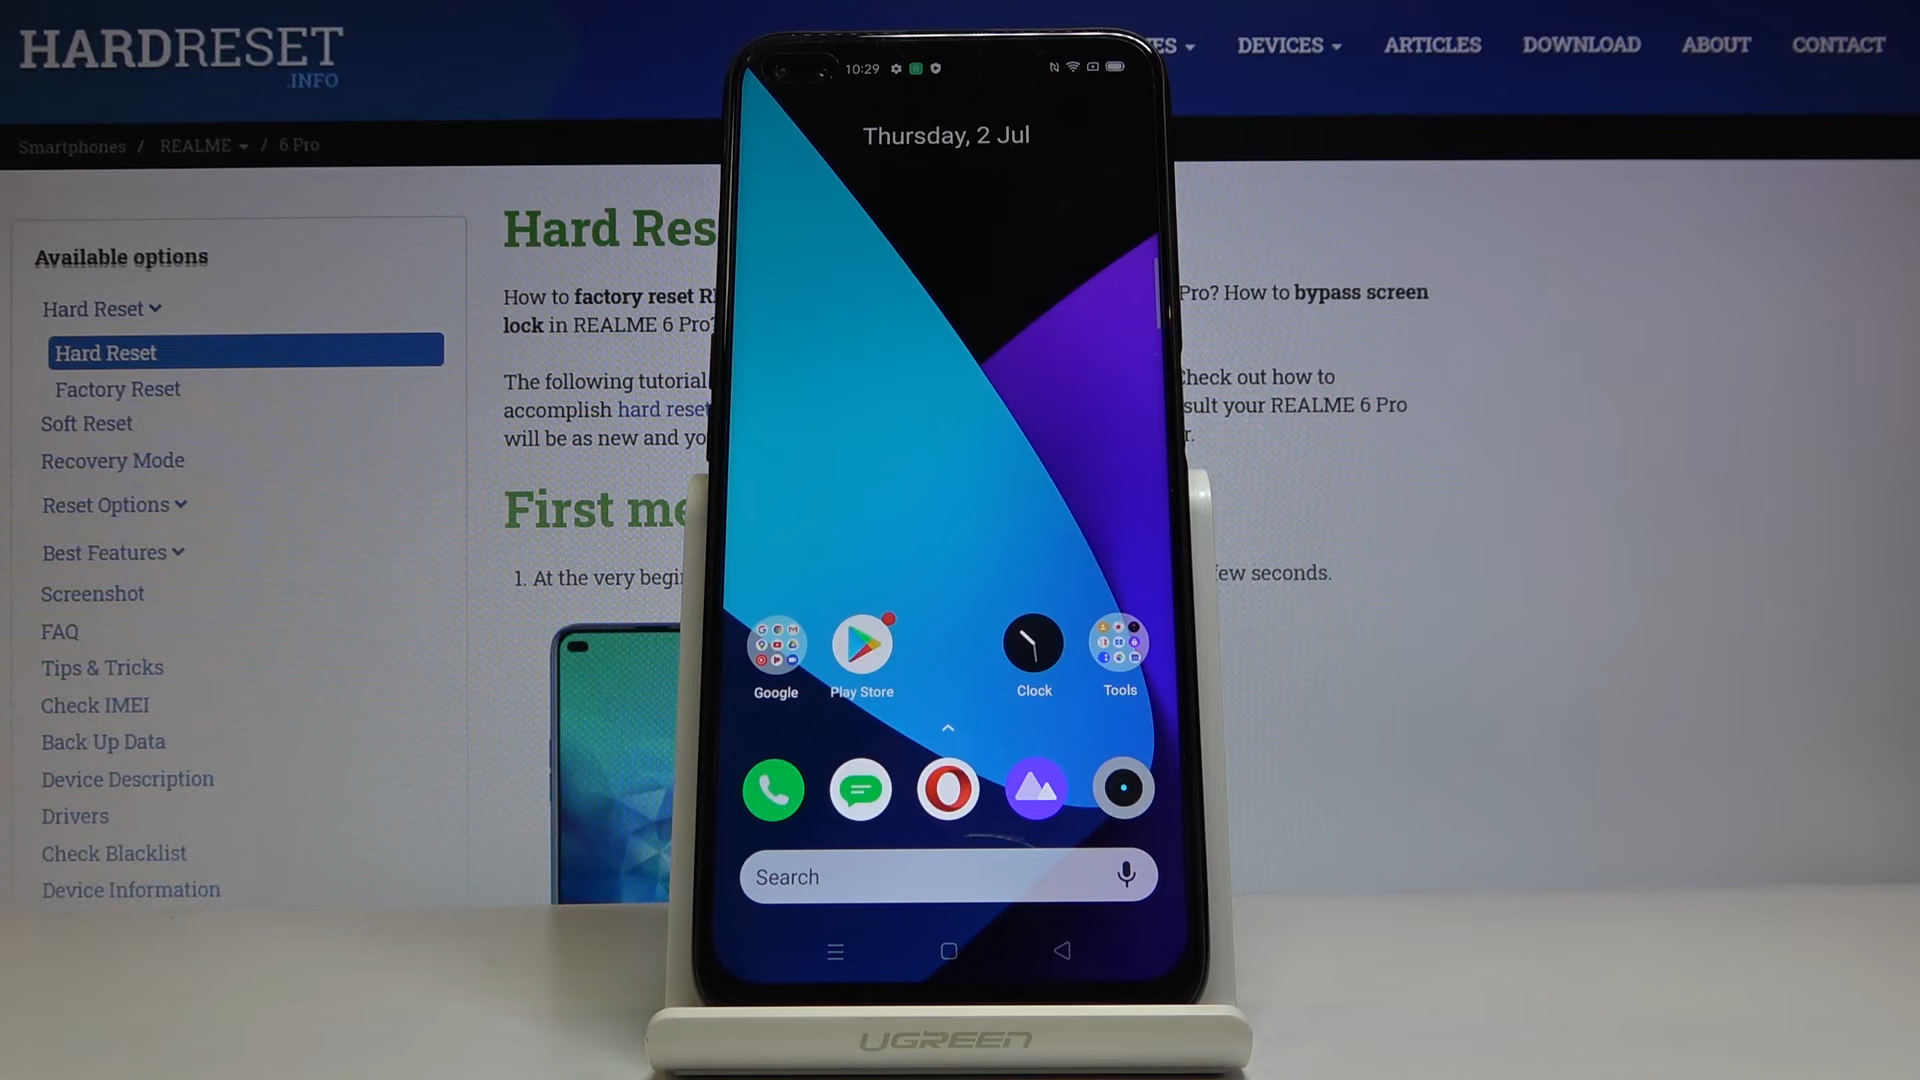 HARDRESET
.INFO
DEVICES
ARTICLES
DOWNLOAD
ABOUT
CONTACT
Smartphones / REALME / 6 Pro
Available options
Hard Reset
Hard Reset
Factory Reset
Soft Reset
Recovery Mode
Reset Options
Best Features
Screenshot
FAQ
Tips & Tricks
Check IMEI
Back Up Data
Device Description
Drivers
Check Blacklist
Device Information
Hard Res
How to factory reset R
Pro? How to bypass screen
lock in REALME 6 Pro?
The following tutorial
Check out how to
accomplish hard reset
sult your REALME 6 Pro
will be as new and yo
r.
First me
1. At the very begi
few seconds.
10:29
Thursday, 2 Jul
Google
Play Store
Clock
Tools
Search
UGREEN